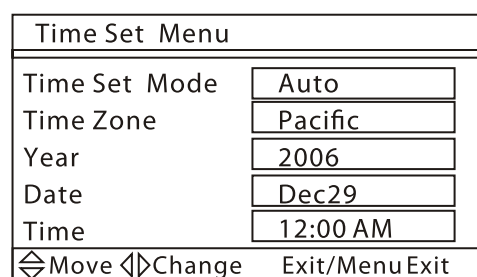 Time Set Menu
Time Set Mode Auto
Time Zone Pacific
Year 2006
Date Dec29
Time 12:00 AM
Move Change Exit/Menu Exit